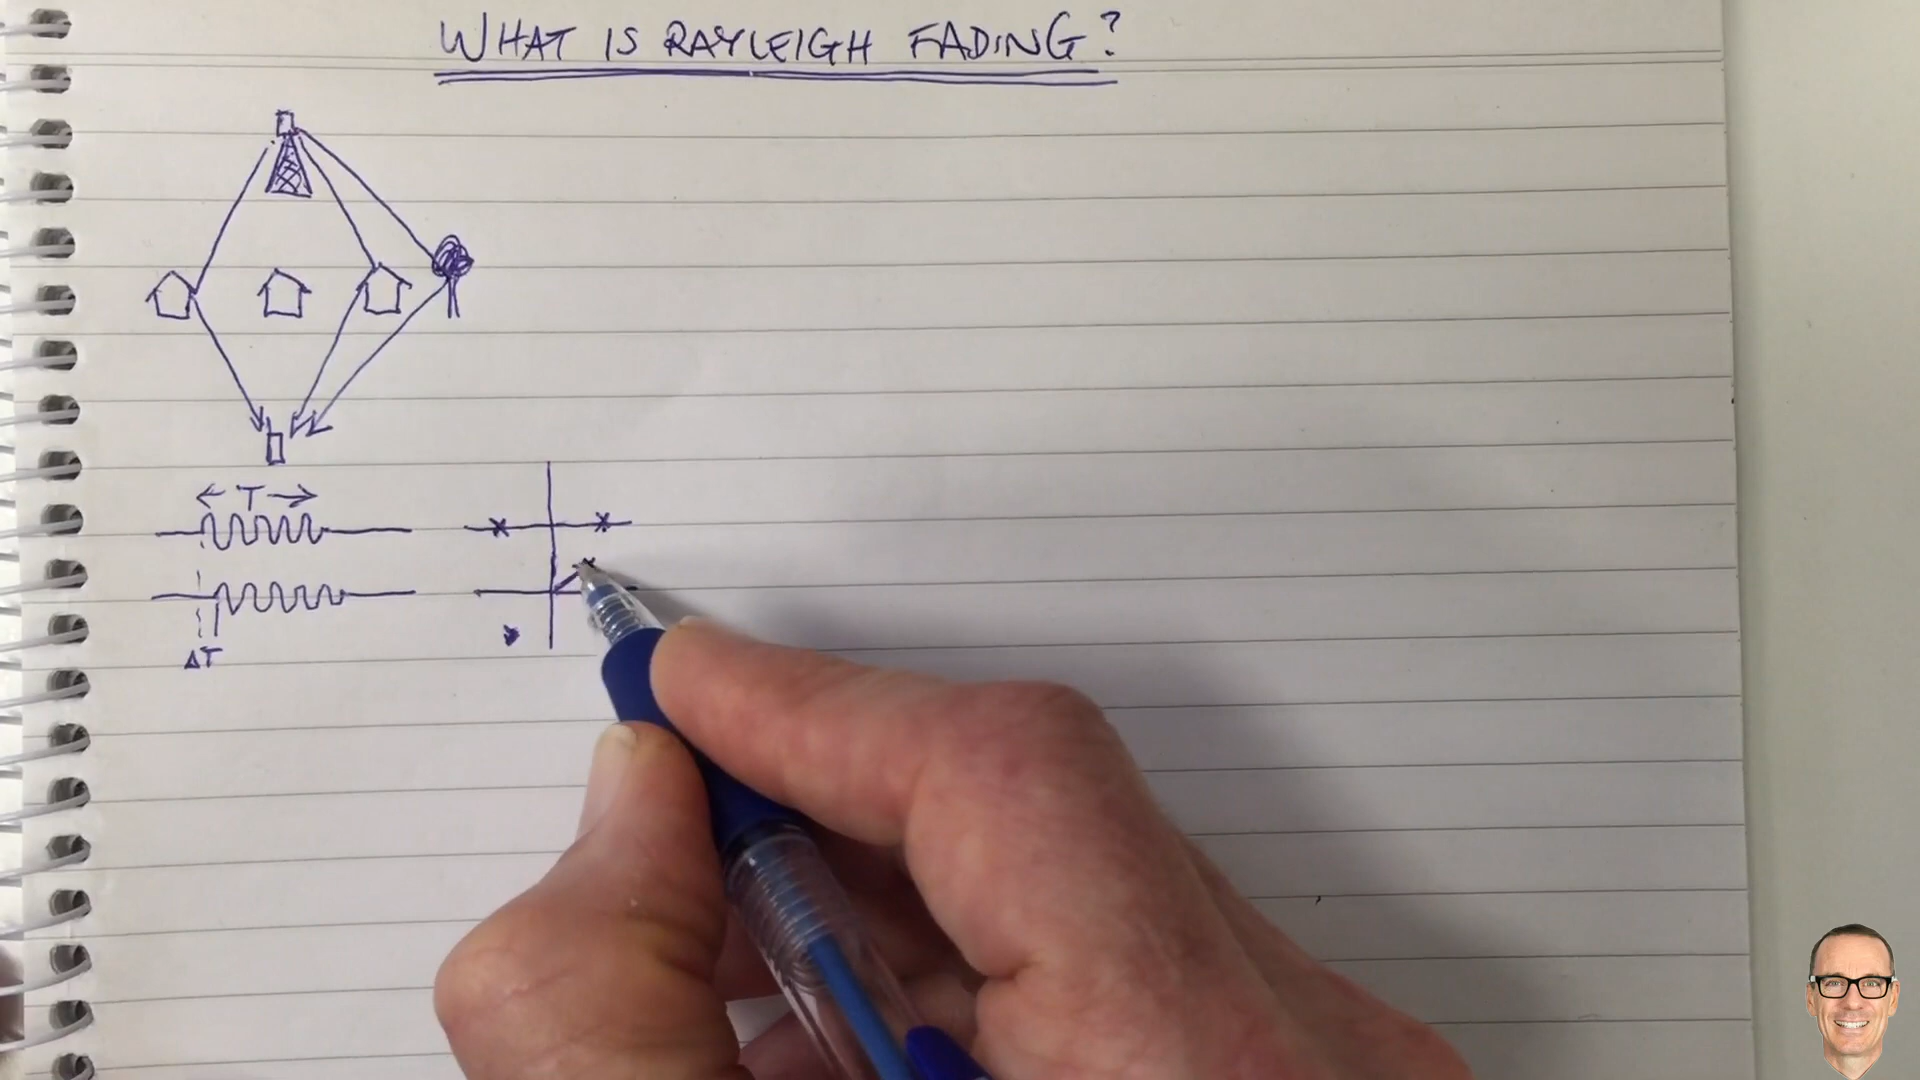 WHAT IS RAYLEIGH FADING?
← T →
ΔT